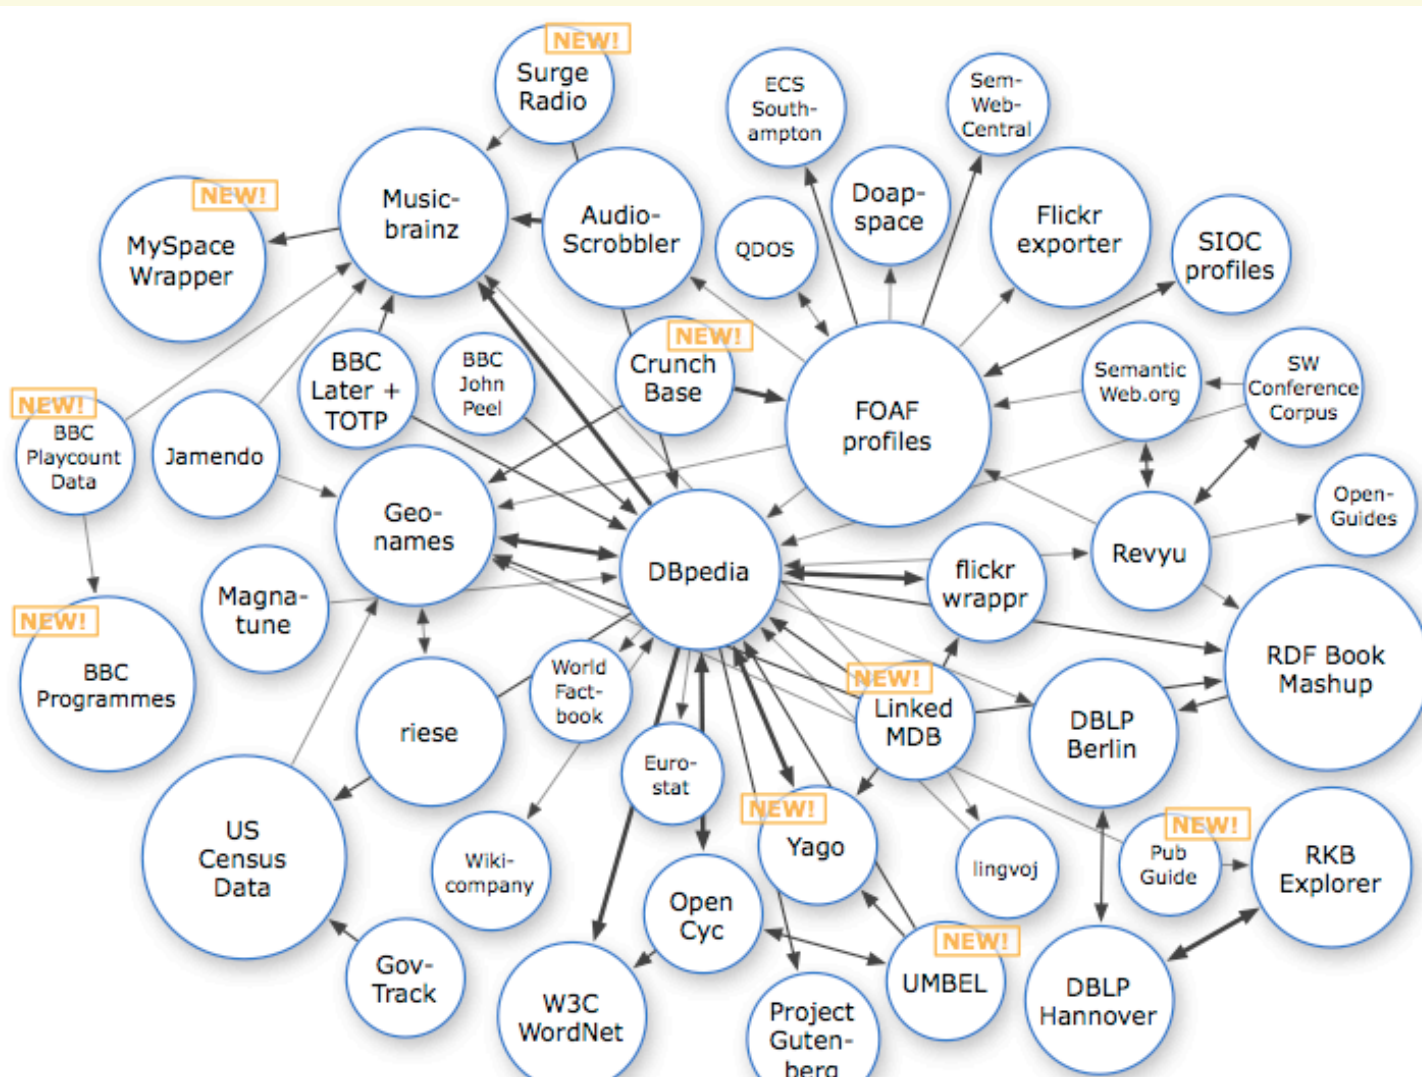 NEW!
Surge
Radio
ECS
South-
ampton
Sem-
Web-
Central
NEW!
MySpace
Wrapper
Music-
brainz
Audio-
Scrobbler
QDOS
Doap-
space
Flickr
exporter
SIOC
profiles
NEW!
Crunch
Base
BBC
Later +
TOTP
BBC
John
Peel
FOAF
profiles
Semantic
Web.org
SW
Conference
Corpus
NEW!
BBC
Playcount
Data
Jamendo
Geo-
names
DBpedia
flickr
wrappr
Revyu
Open-
Guides
Magna-
tune
NEW!
BBC
Programmes
riese
World
Fact-
book
Euro-
stat
NEW!
Linked
MDB
DBLP
Berlin
RDF Book
Mashup
US
Census
Data
Wiki-
company
NEW!
Yago
lingvoj
NEW!
Pub
Guide
RKB
Explorer
Gov-
Track
W3C
WordNet
Open
Cyc
Project
Guten-
berg
NEW!
UMBEL
DBLP
Hannover